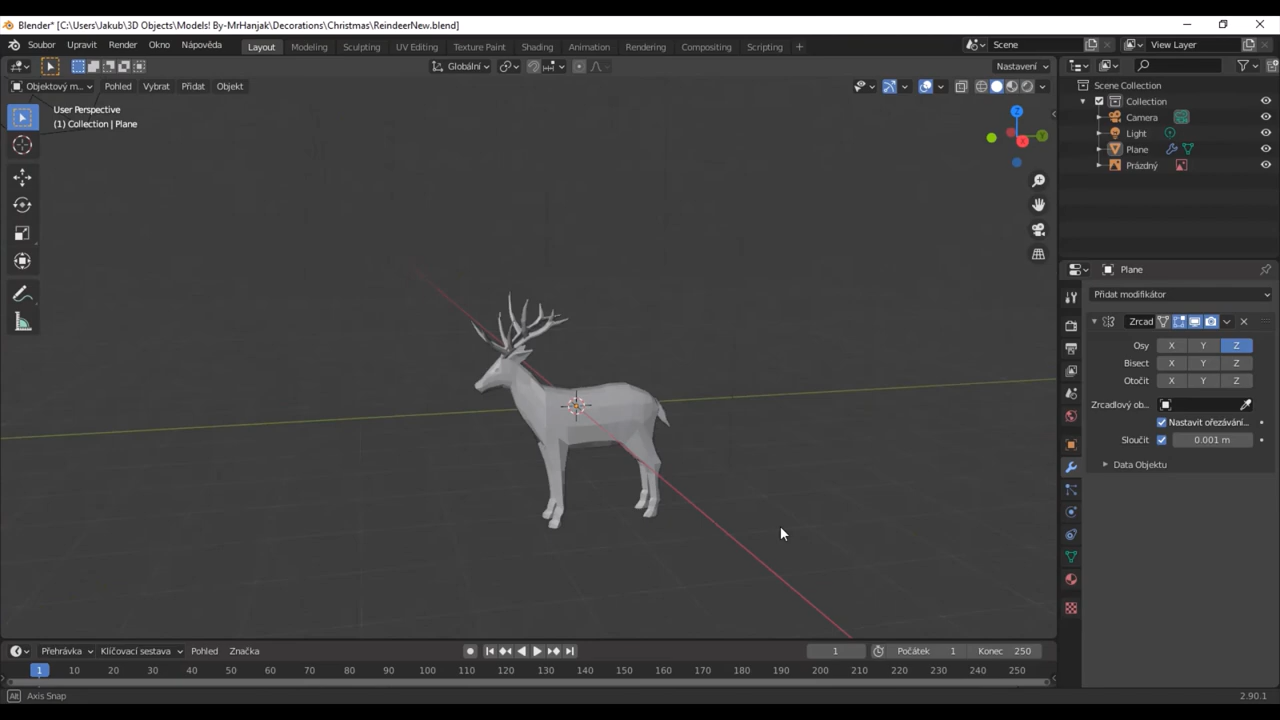 Blender* [C:\Users\Jakub\3D Objects\Models! By-MrHanjak\Decorations\Christmas\ReindeerNew.blend]
Soubor Upravit Render Okno Nápověda Layout Modeling Sculpting UV Editing Texture Paint Shading Animation Rendering Compositing Scripting + Scene View Layer
Globální Nastavení
Objektový m... Pohled Vybrat Přidat Objekt
User Perspective
(1) Collection | Plane
Z
Y
X
Scene Collection
Collection
Camera
Light
Plane
Prázdný
Plane
Přidat modifikátor
Zrcad
Osy X Y Z
Bisect X Y Z
Otočit X Y Z
Zrcadlový ob...
Nastavit ořezávání...
Sloučit 0.001 m
Data Objektu
Přehrávka Klíčovací sestava Pohled Značka 1 Počátek 1 Konec 250
1 10 20 30 40 50 60 70 80 90 100 110 120 130 140 150 160 170 180 190 200 210 220 230 240 250
Alt Axis Snap 2.90.1